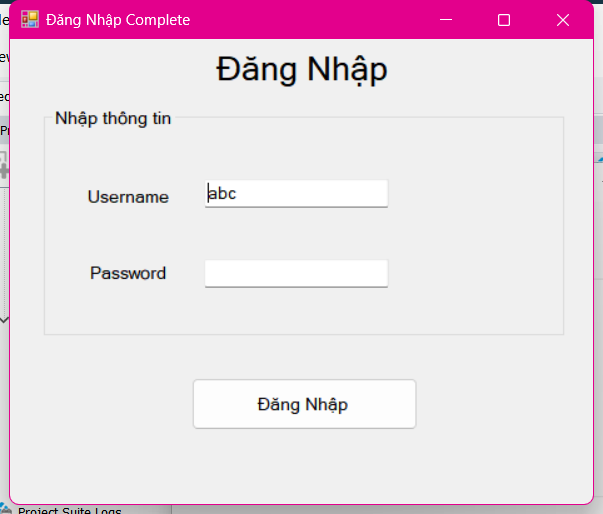 Đăng Nhập Complete
Đăng Nhập
Nhập thông tin
Username
abc
Password
Đăng Nhập
Project Suite Logs